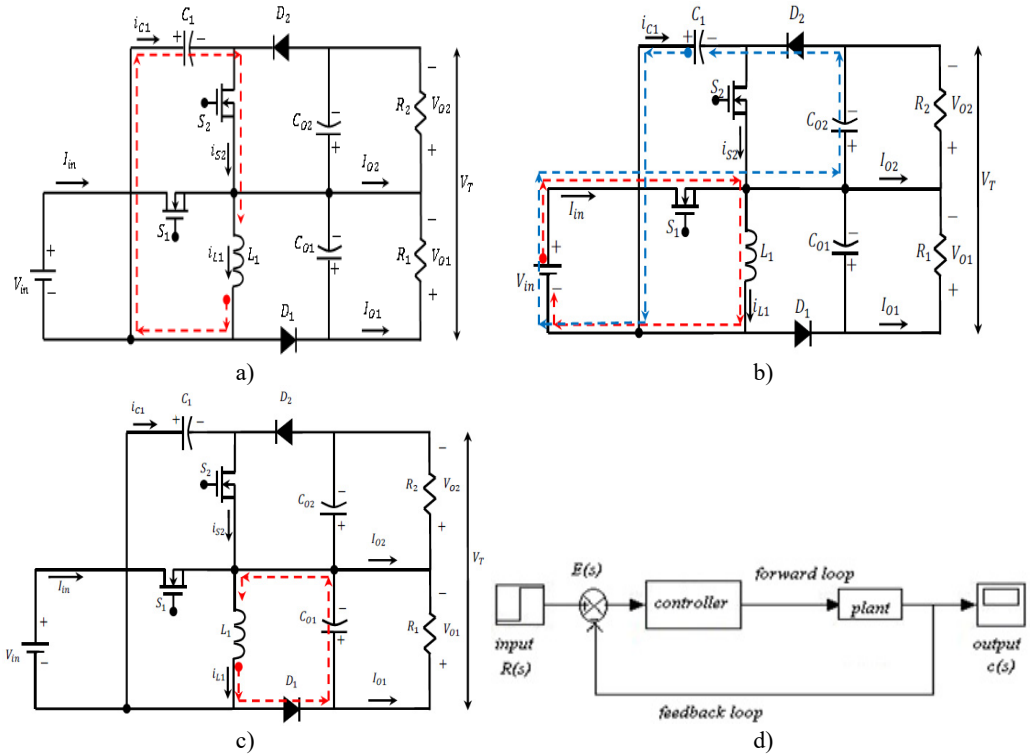 i_C1 C_1 D_2
+ −
−
S_2
R_2 V_O2
C_O2
−
+
i_S2
+
I_in
I_O2
V_T
S_1
−
−
+
i_L1 L_1
C_O1
R_1 V_O1
V_in
−
+
D_1
I_O1
+
a)
i_C1 C_1 D_2
+ −
−
S_2
R_2 V_O2
C_O2
−
+
i_S2
+
I_O2
V_T
I_in
S_1
−
−
+
L_1
C_O1
R_1 V_O1
V_in
−
+
i_L1
D_1
I_O1
+
b)
i_C1 C_1 D_2
+ −
−
S_2
R_2 V_O2
C_O2
−
+
i_S2
+
I_O2
V_T
I_in
S_1
−
−
+
L_1
C_O1
R_1 V_O1
V_in
−
+
i_L1
D_1
I_O1
+
c)
E(s)
forward loop
controller
plant
+
−
input
R(s)
output
c(s)
feedback loop
d)